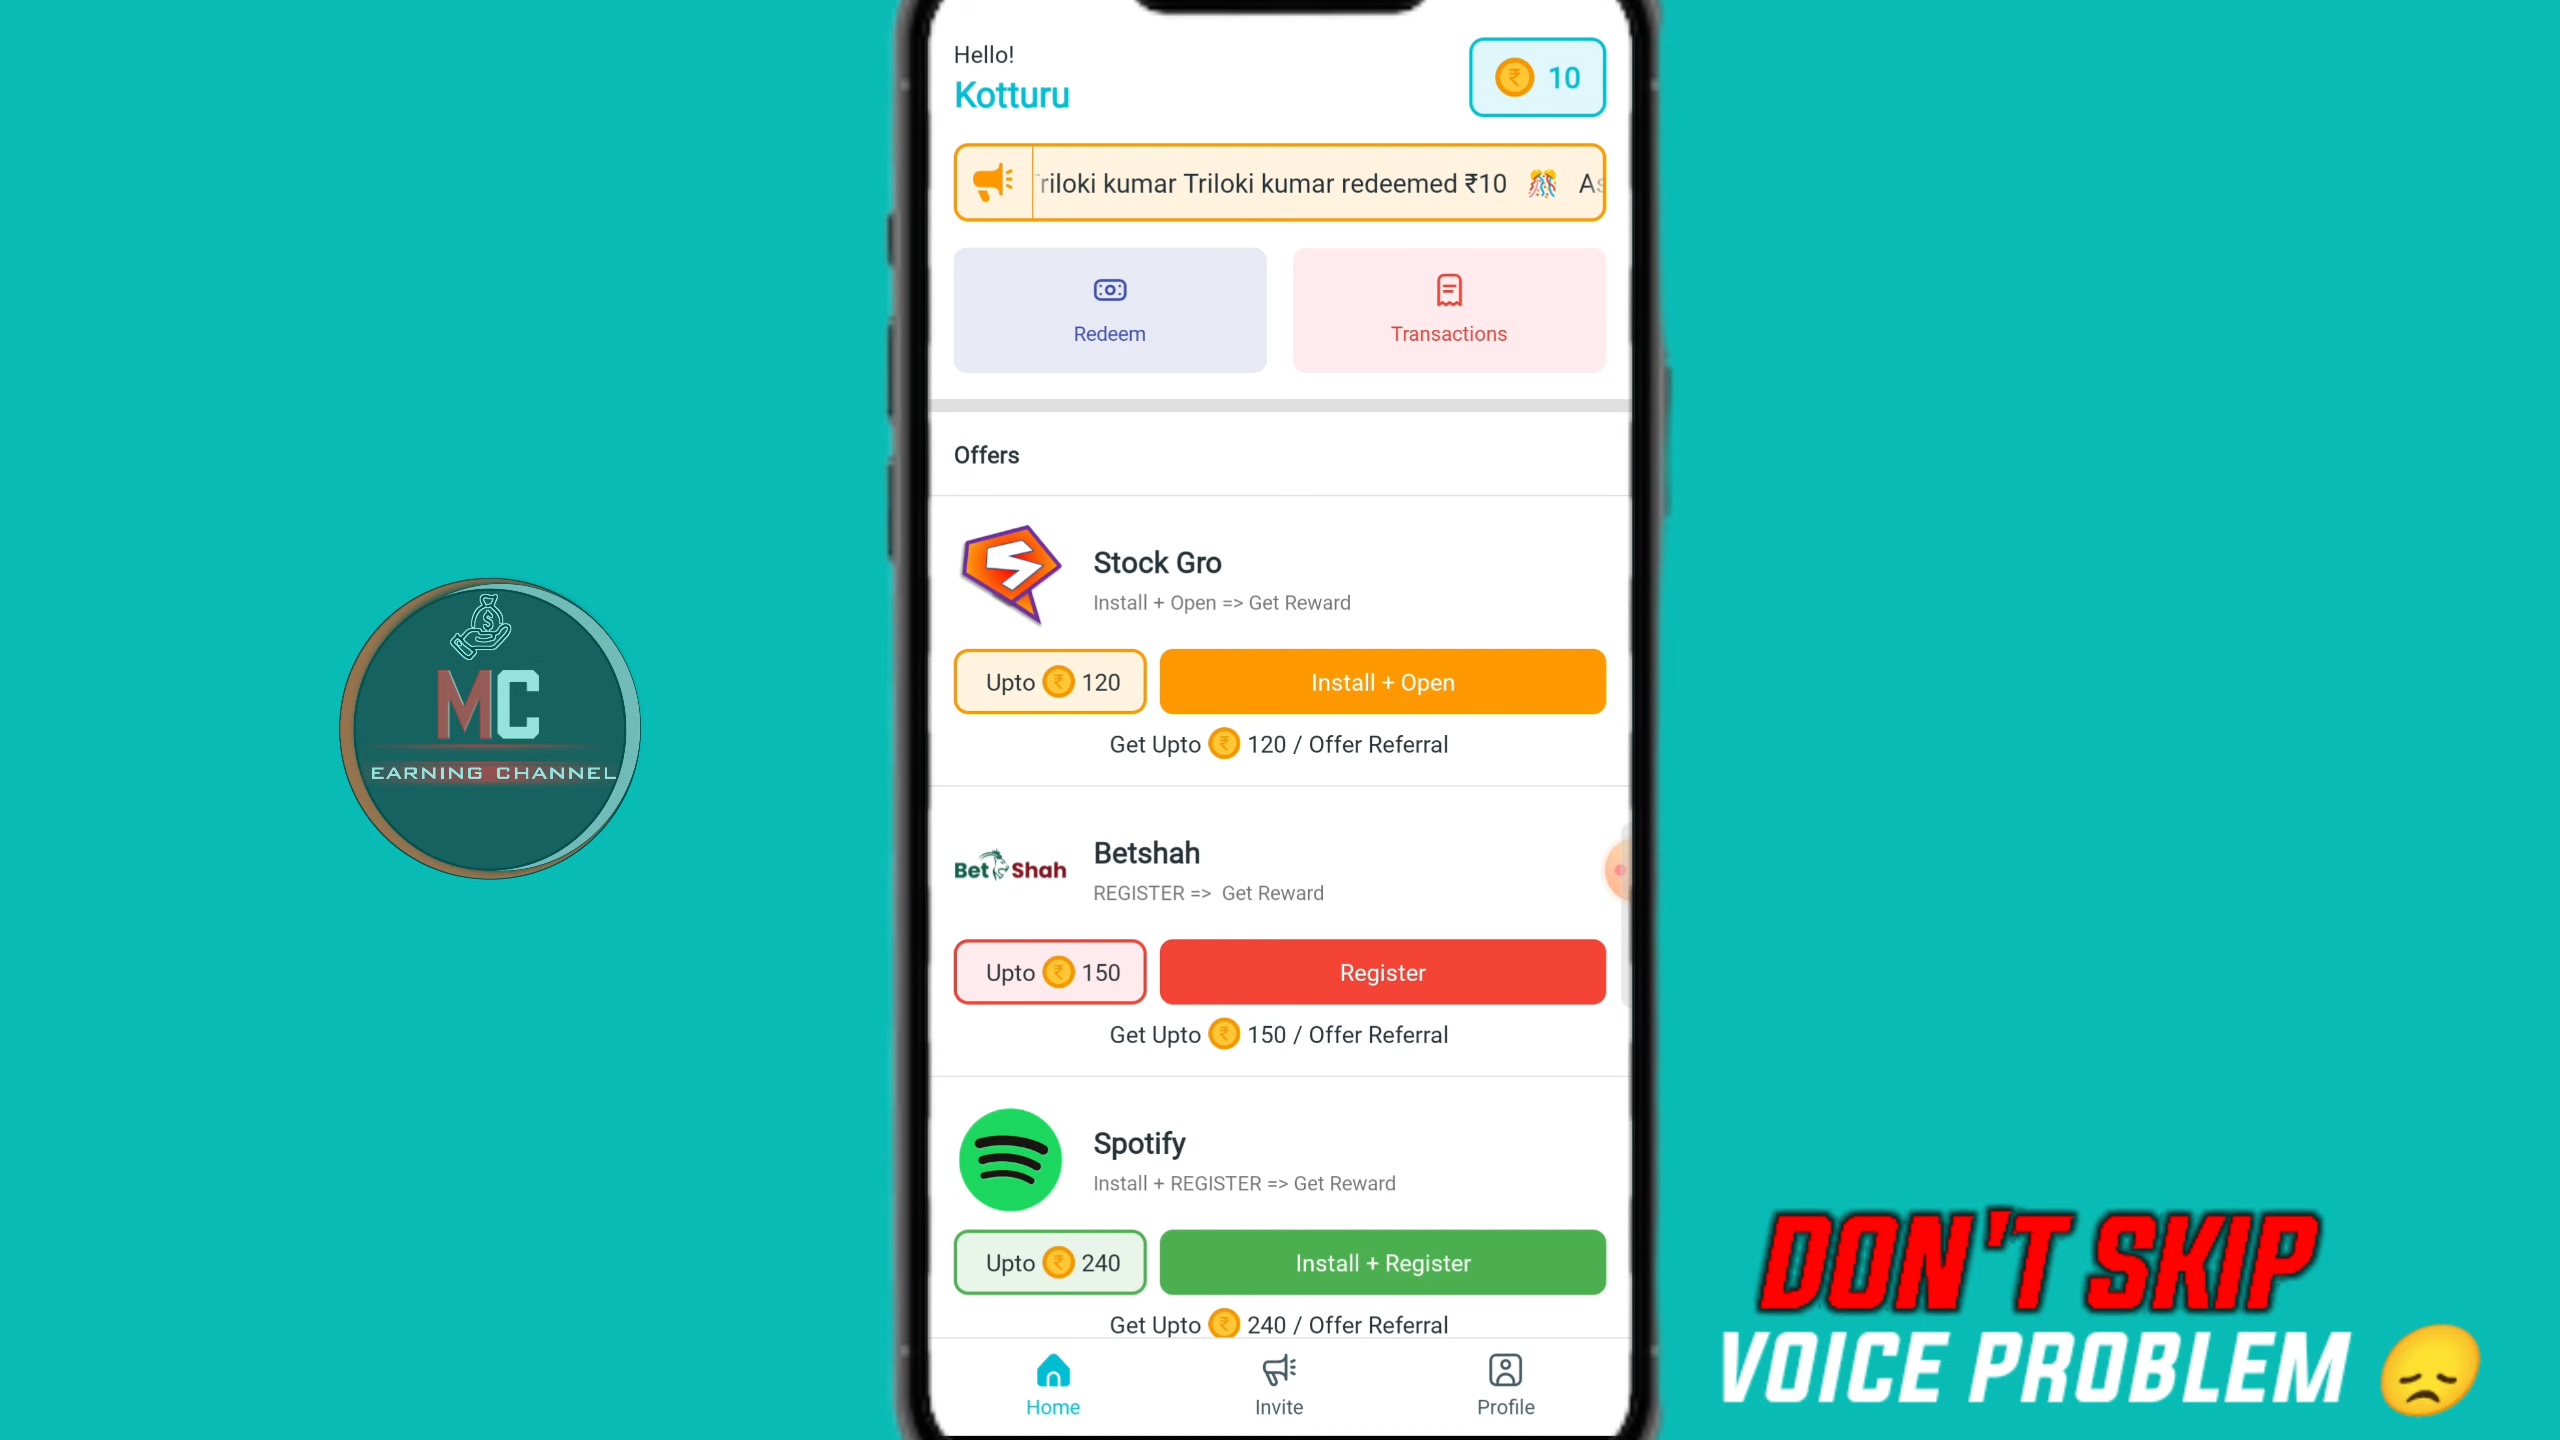 Hello!
Kotturu
10
riloki kumar Triloki kumar redeemed ₹10 🎊 As
Redeem
Transactions
Offers
Stock Gro
Install + Open => Get Reward
Upto ₹ 120
Install + Open
Get Upto ₹ 120 / Offer Referral
Bet Shah
Betshah
REGISTER => Get Reward
Upto ₹ 150
Register
Get Upto ₹ 150 / Offer Referral
Spotify
Install + REGISTER => Get Reward
Upto ₹ 240
Install + Register
Get Upto ₹ 240 / Offer Referral
Home
Invite
Profile
MC
EARNING CHANNEL
DON'T SKIP
VOICE PROBLEM 😞